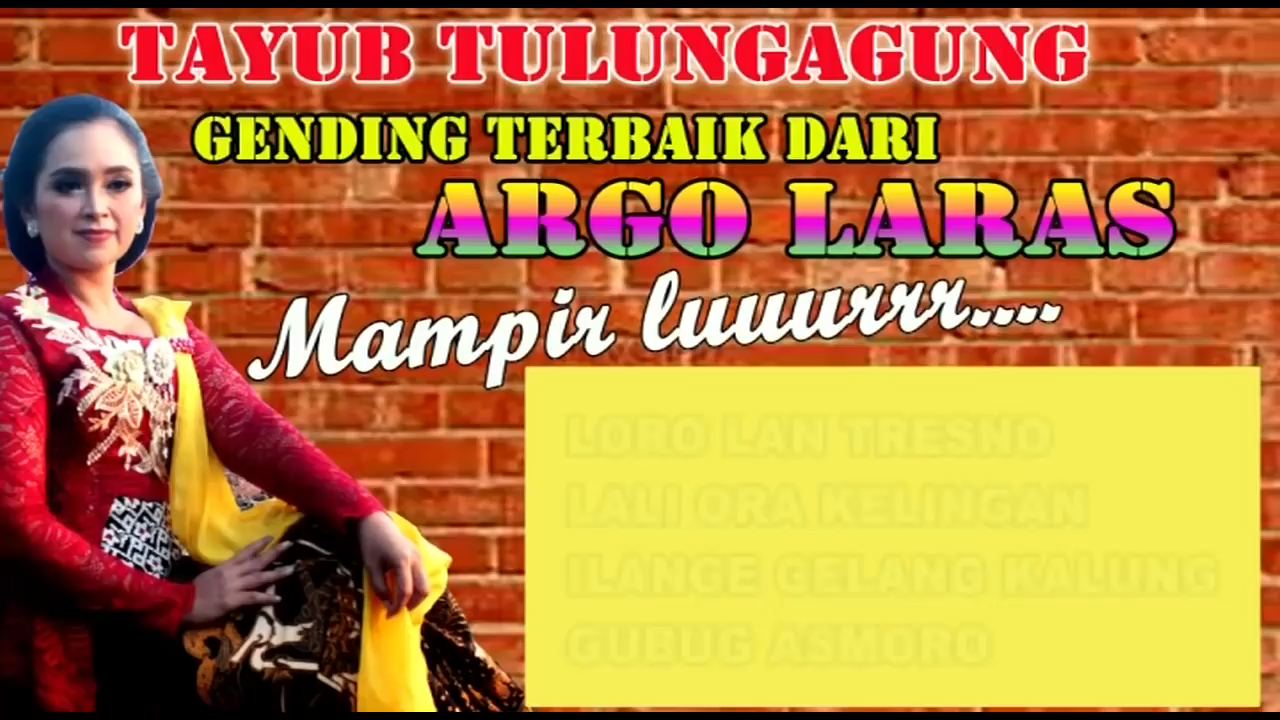 TAYUB TULUNGAGUNG
GENDING TERBAIK DARI
ARGO LARAS
Mampir luuuurrr....
LORO LAN TRESNO
LALI ORA KELINGAN
ILANGE GELANG KALUNG
GUBUG ASMORO